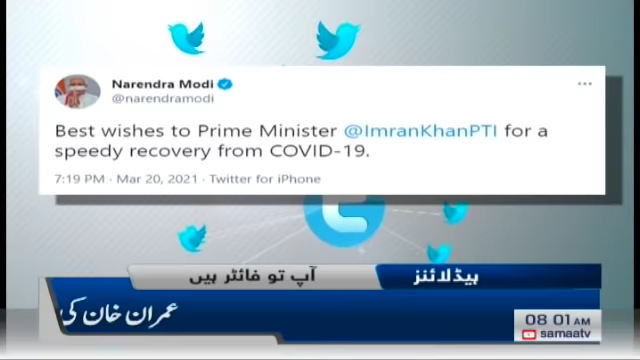 Narendra Modi
@narendramodi
Best wishes to Prime Minister @ImranKhanPTI for a
speedy recovery from COVID-19.
7:19 PM · Mar 20, 2021 · Twitter for iPhone
ہیڈلائنز
آپ تو فائٹر ہیں
عمران خان کی
08 01 AM
samaatv